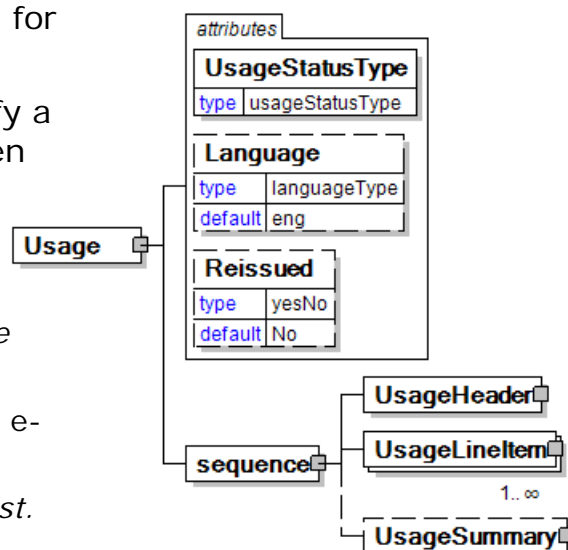 for
fy a
en
e
e-
st.
attributes
UsageStatusType
type usageStatusType
Language
type languageType
default eng
Reissued
type yesNo
default No
Usage
sequence
UsageHeader
UsageLineItem
1.. ∞
UsageSummary